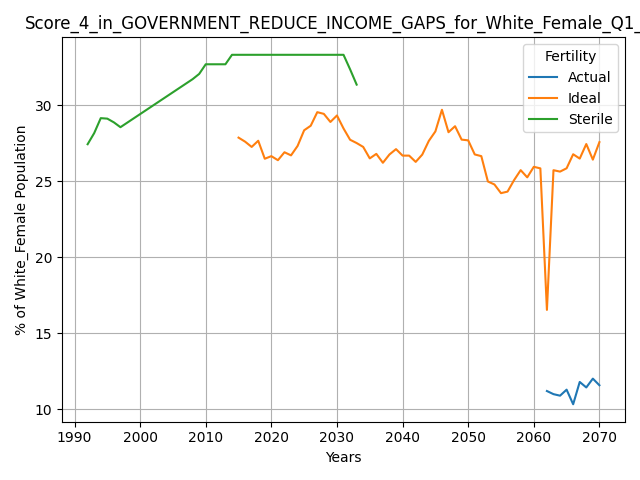 Score_4_in_GOVERNMENT_REDUCE_INCOME_GAPS_for_White_Female_Q1_
Fertility
Actual
Ideal
Sterile
% of White_Female Population
30
25
20
15
10
1990 2000 2010 2020 2030 2040 2050 2060 2070
Years